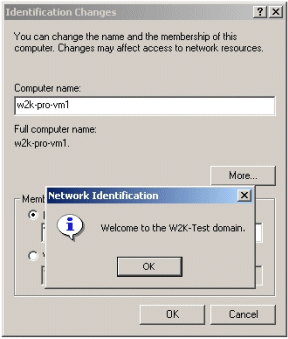 Identification Changes
You can change the name and the membership of this
computer. Changes may affect access to network resources.
Computer name:
w2k-pro-vm1
Full computer name:
w2k-pro-vm1.
More...
Memb
Network Identification
Welcome to the W2K-Test domain.
OK
OK
Cancel